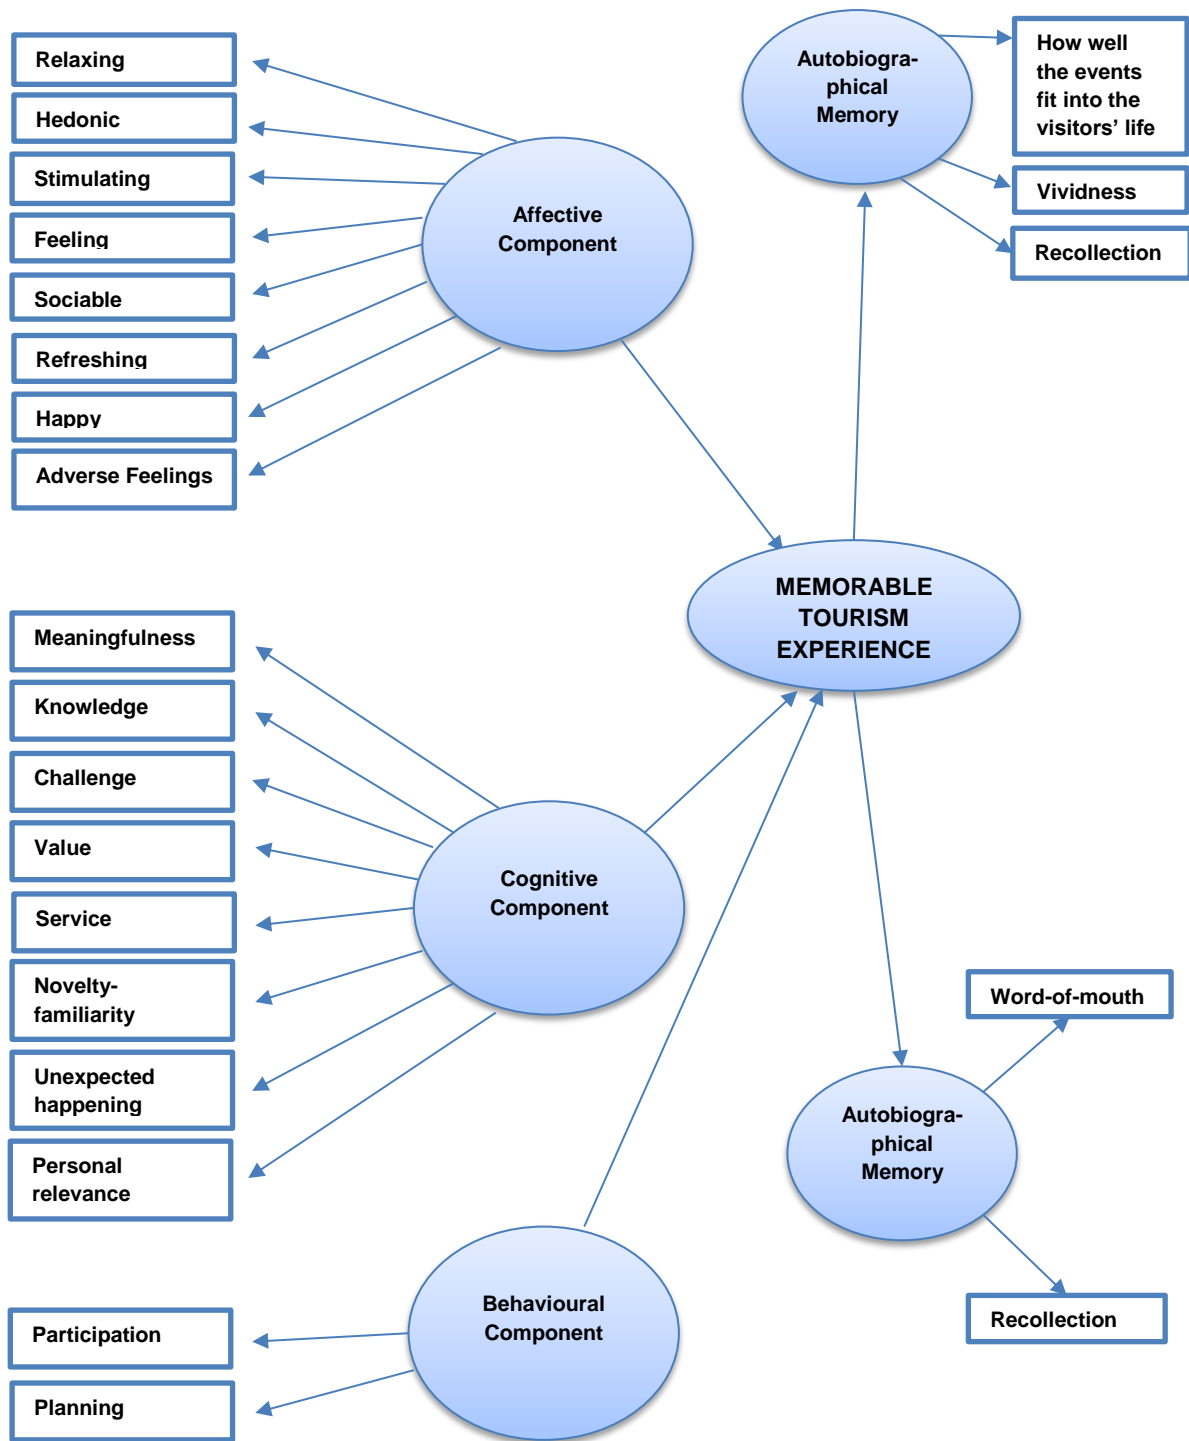 Relaxing
Hedonic
Stimulating
Feeling
Sociable
Refreshing
Happy
Adverse Feelings
Affective
Component
Autobiogra-
phical
Memory
How well
the events
fit into the
visitors’ life
Vividness
Recollection
MEMORABLE
TOURISM
EXPERIENCE
Meaningfulness
Knowledge
Challenge
Value
Service
Novelty-
familiarity
Unexpected
happening
Personal
relevance
Cognitive
Component
Word-of-mouth
Autobiogra-
phical
Memory
Recollection
Behavioural
Component
Participation
Planning